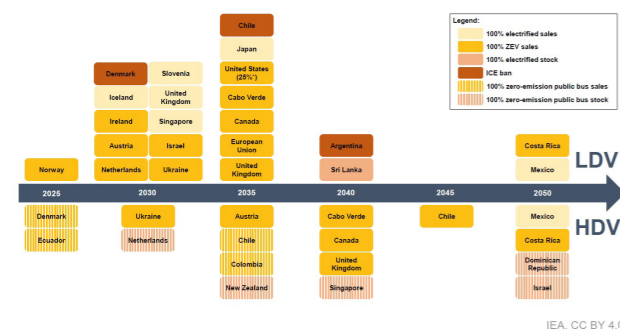 Legend:
100% electrified sales
100% ZEV sales
100% electrified stock
ICE ban
100% zero-emission public bus sales
100% zero-emission public bus stock
Chile
Japan
Denmark
Slovenia
United States
(25%*)
Iceland
United
Kingdom
Cabo Verde
Ireland
Singapore
Canada
Austria
Israel
European
Union
Argentina
Costa Rica
Norway
Netherlands
Ukraine
United
Kingdom
Sri Lanka
Mexico
LDV
2025
2030
2035
2040
2045
2050
Denmark
Ukraine
Austria
Cabo Verde
Chile
Mexico
HDV
Ecuador
Netherlands
Chile
Canada
Costa Rica
Colombia
United
Kingdom
Dominican
Republic
New Zealand
Singapore
Israel
IEA. CC BY 4.0